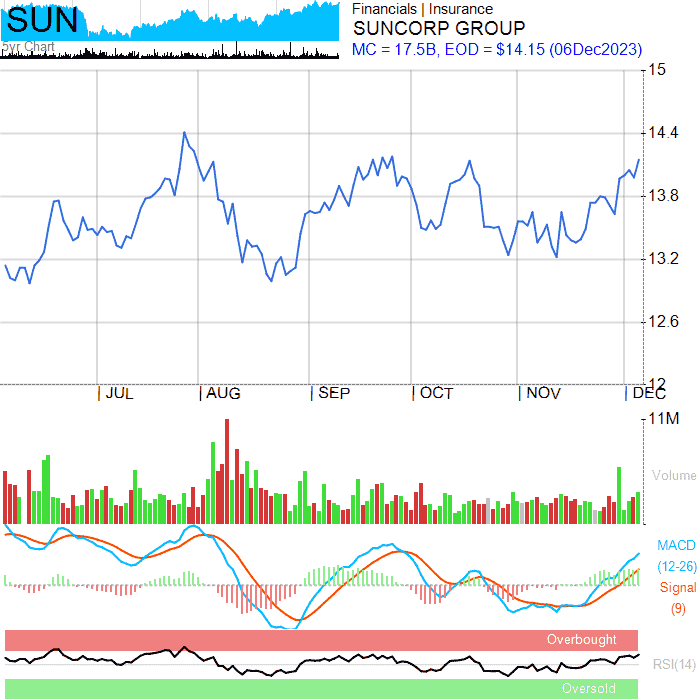 SUN
5yr Chart
Financials | Insurance
SUNCORP GROUP
MC = 17.5B, EOD = $14.15 (06Dec2023)
15
14.4
13.8
13.2
12.6
12
| JUL | AUG | SEP | OCT | NOV | DEC
11M
Volume
MACD
(12-26)
Signal
(9)
Overbought
RSI(14)
Oversold